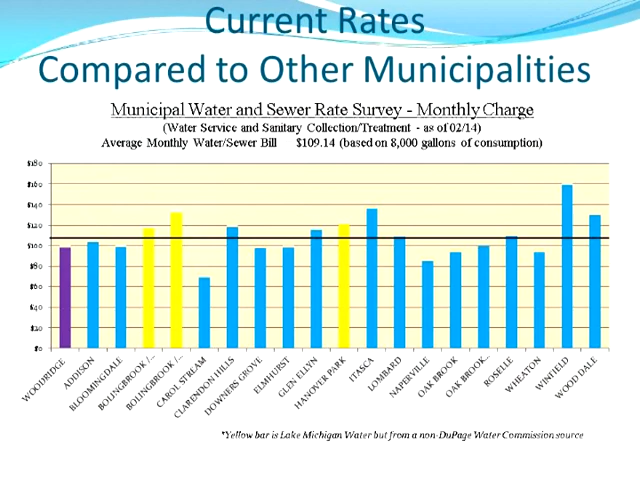 Current Rates
Compared to Other Municipalities
Municipal Water and Sewer Rate Survey - Monthly Charge
(Water Service and Sanitary Collection/Treatment - as of 02/14)
Average Monthly Water/Sewer Bill $109.14 (based on 8,000 gallons of consumption)
$180
$160
$140
$120
$100
$80
$60
$40
$20
$0
WOODRIDGE
ADDISON
BLOOMINGDALE
BOLINGBROOK /...
BOLINGBROOK /...
CAROL STREAM
CLARENDON HILLS
DOWNERS GROVE
ELMHURST
GLEN ELLYN
HANOVER PARK
ITASCA
LOMBARD
NAPERVILLE
OAK BROOK
OAK BROOK...
ROSELLE
WHEATON
WINFIELD
WOOD DALE
*Yellow bar is Lake Michigan Water but from a non-DuPage Water Commission source